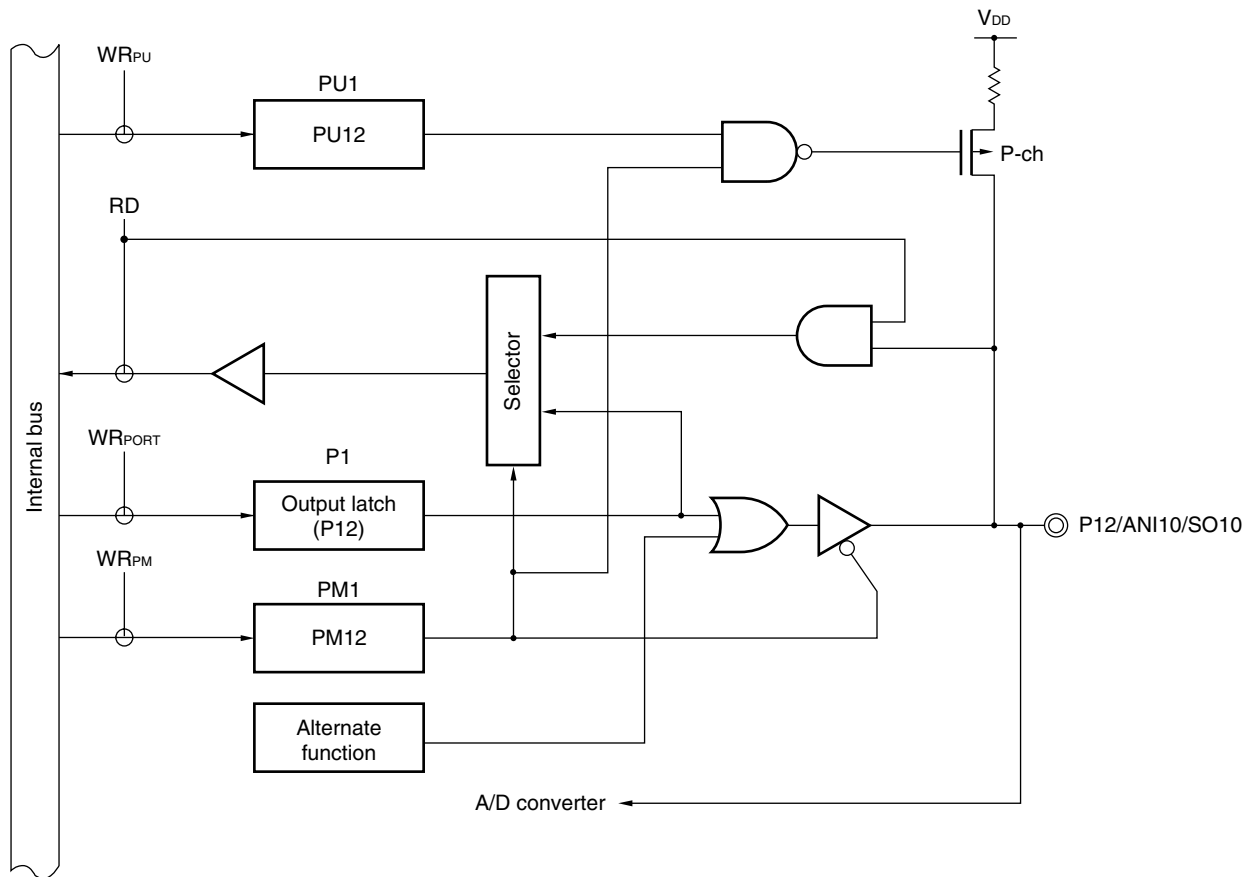 VDD
WRPU
PU1
PU12
P-ch
RD
Selector
Internal bus
WRPORT
P1
Output latch
(P12)
P12/ANI10/SO10
WRPM
PM1
PM12
Alternate
function
A/D converter